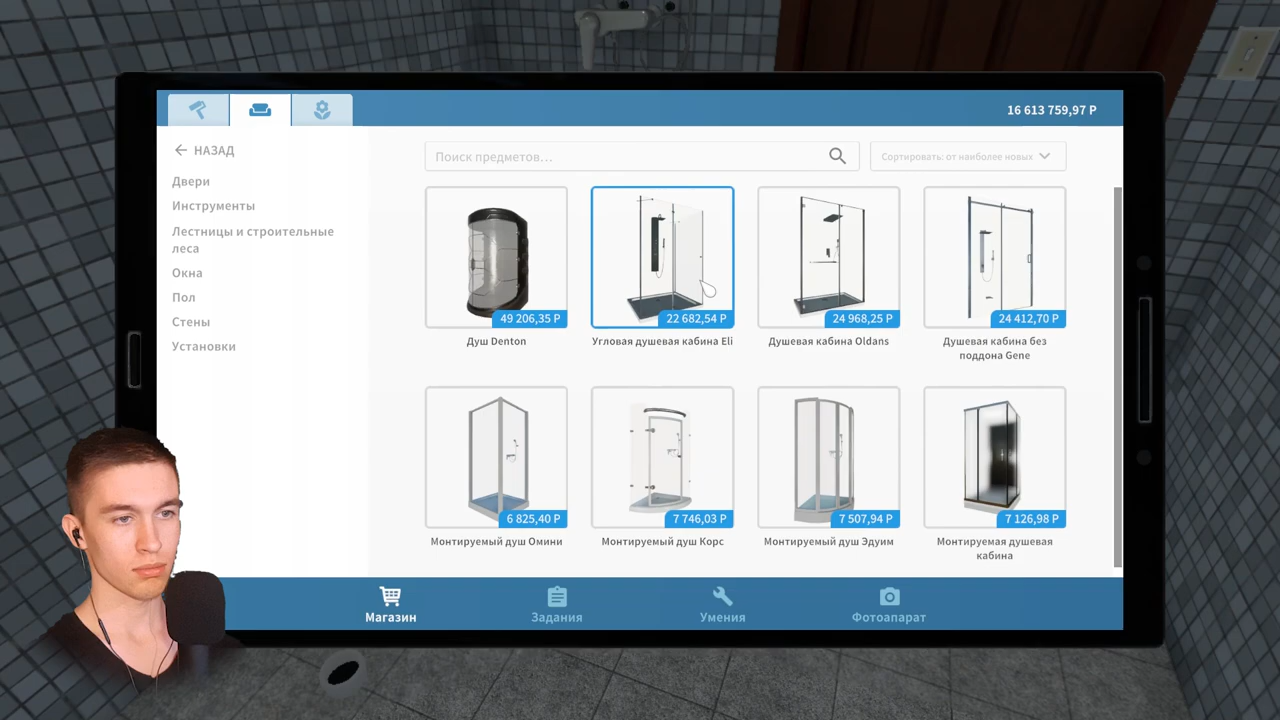 16 613 759,97 Р
НАЗАД
Двери
Инструменты
Лестницы и строительные
леса
Окна
Пол
Стены
Установки
Поиск предметов...
Сортировать: от наиболее новых
49 206,35 Р
22 682,54 Р
24 968,25 Р
24 412,70 Р
Душ Denton
Угловая душевая кабина Eli
Душевая кабина Oldans
Душевая кабина без
поддона Gene
6 825,40 Р
7 746,03 Р
7 507,94 Р
7 126,98 Р
Монтируемый душ Омини
Монтируемый душ Корс
Монтируемый душ Эдуим
Монтируемая душевая
кабина
Магазин
Задания
Умения
Фотоаппарат